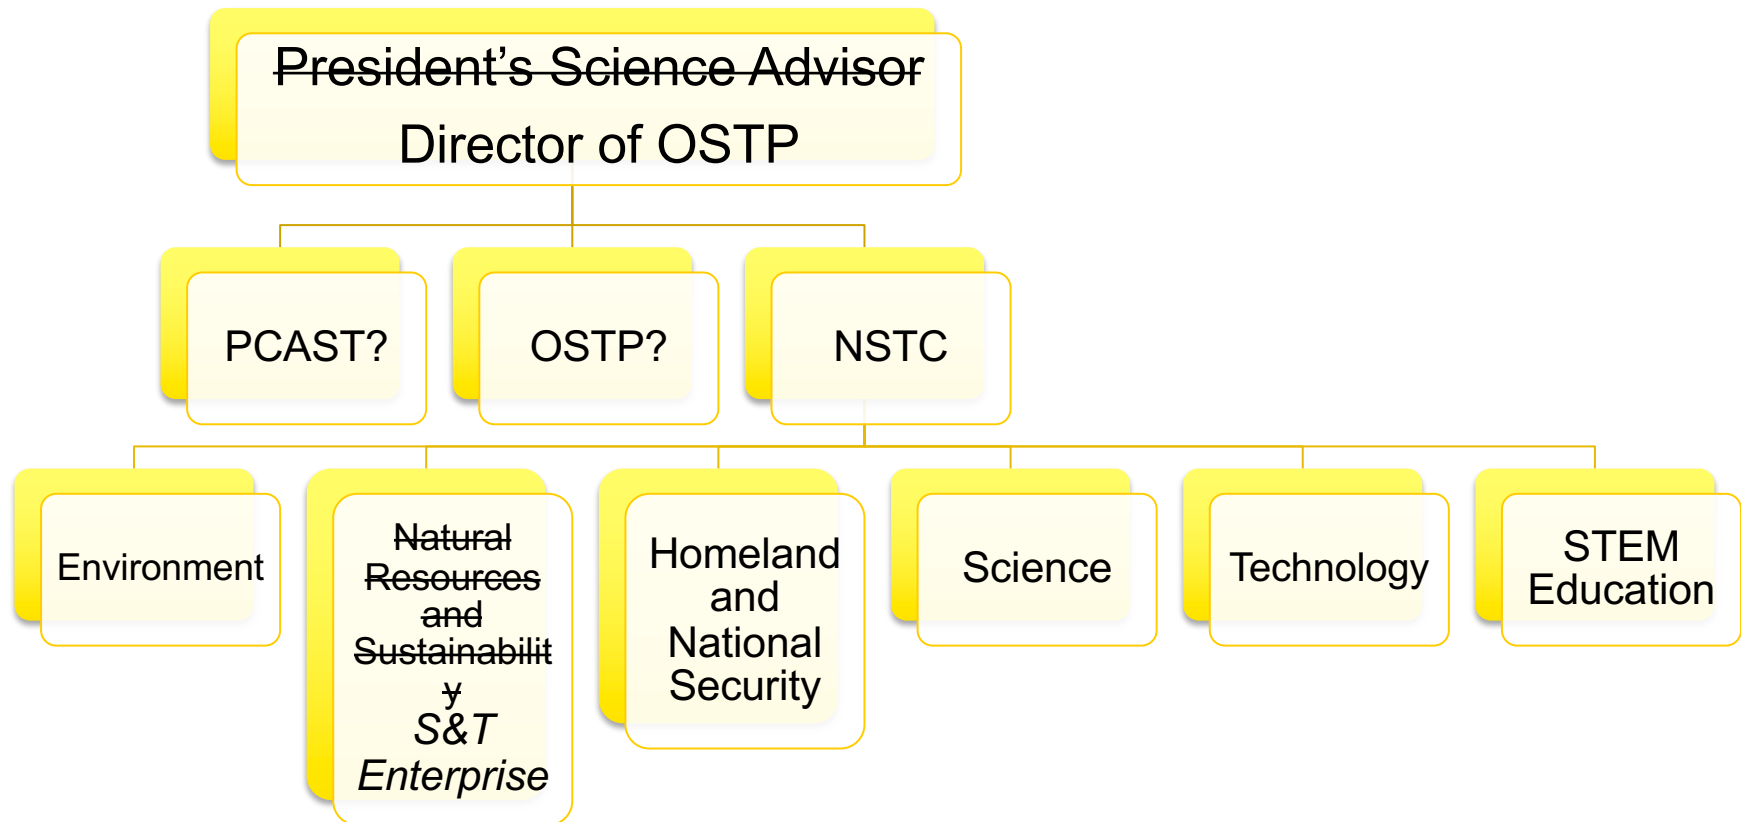 President’s Science Advisor
Director of OSTP
PCAST?
OSTP?
NSTC
Environment
Natural
Resources
and
Sustainabilit
y
S&T
Enterprise
Homeland
and
National
Security
Science
Technology
STEM
Education